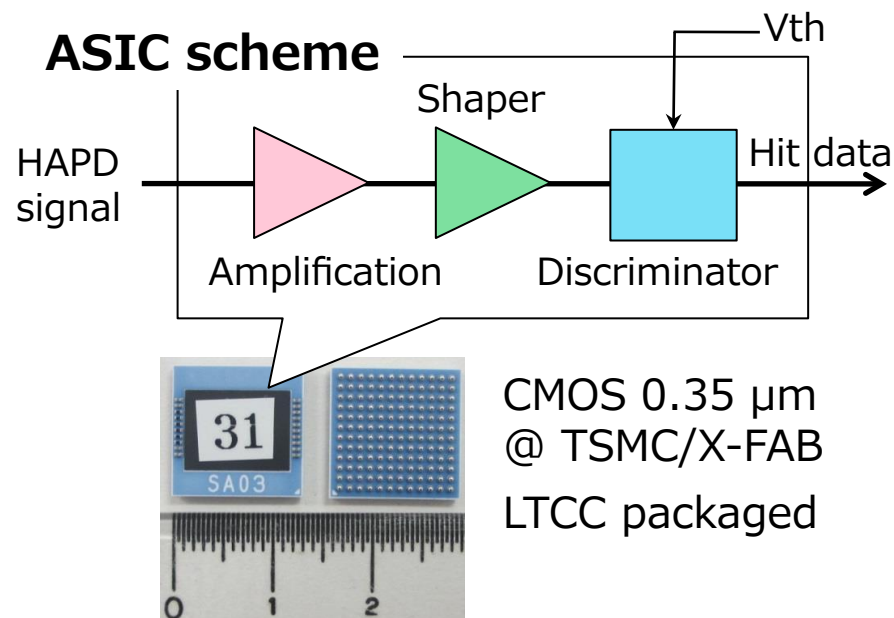 Vth
ASIC scheme
Shaper
HAPD
signal
Hit data
Amplification
Discriminator
31
SA03
CMOS 0.35 μm
@ TSMC/X-FAB
LTCC packaged
0 1 2